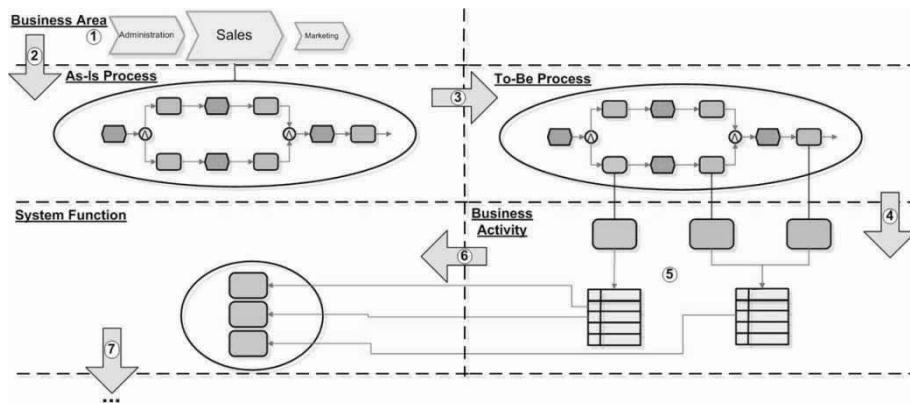 Business Area
1
Administration
Sales
Marketing
2
As-Is Process
3
To-Be Process
System Function
Business
Activity
4
6
5
7
...